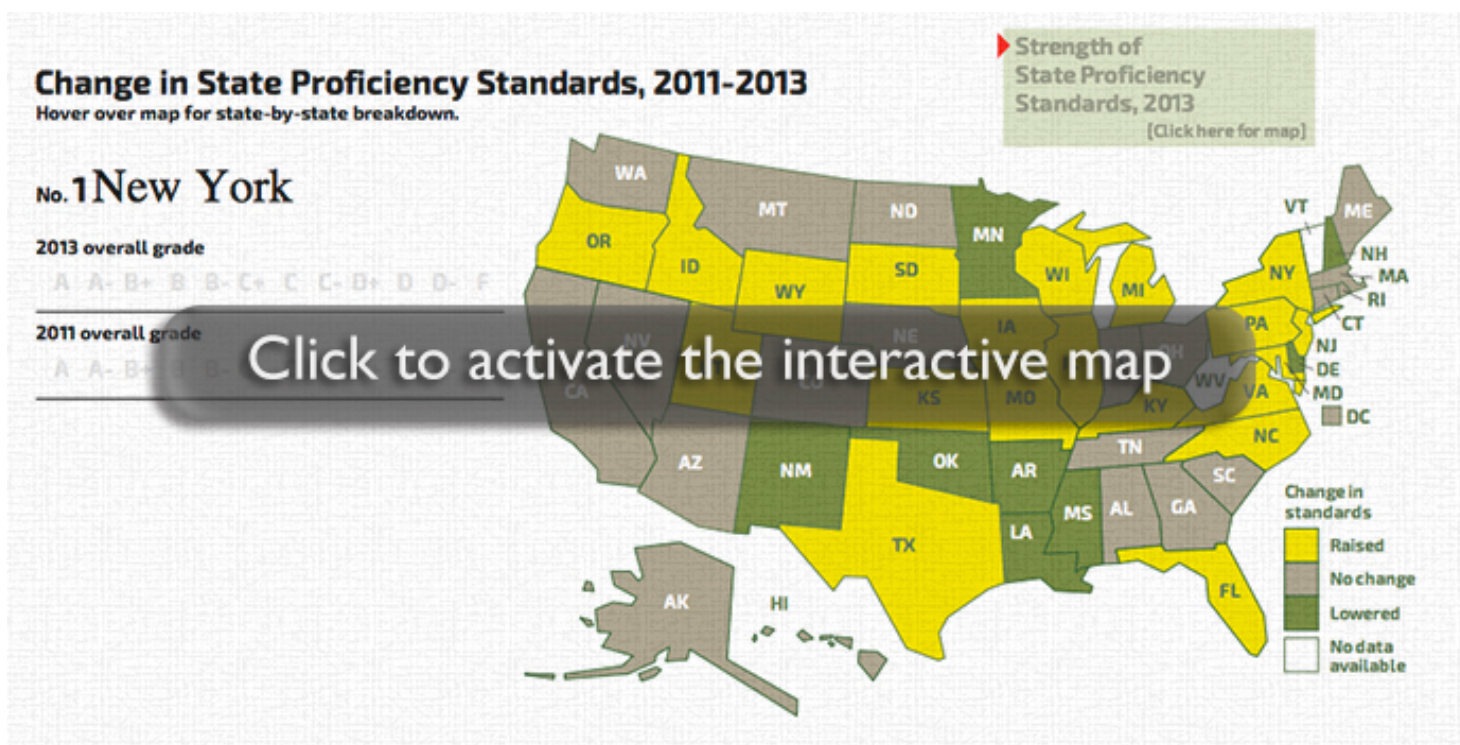 Strength of
State Proficiency
Standards, 2013
[Click here for map]
Change in State Proficiency Standards, 2011-2013
Hover over map for state-by-state breakdown.
No. 1 New York
2013 overall grade
A A- B+ B B- C+ C C- D+ D D- F
2011 overall grade
A A- B+ B B-
Click to activate the interactive map
WA
MT
ND
MN
VT
ME
OR
ID
SD
WI
MI
NY
NH
MA
RI
CT
WY
IA
PA
NJ
NV
NE
OH
DE
WV
MD
CA
CO
KS
MO
KY
VA
DC
NC
AZ
NM
OK
AR
TN
SC
MS
AL
GA
LA
TX
FL
AK
HI
Change in
standards
Raised
No change
Lowered
No data
available